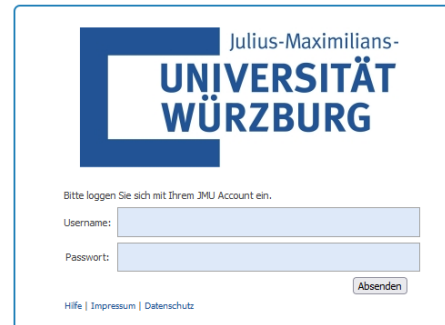 Julius-Maximilians-
UNIVERSITÄT
WÜRZBURG
Bitte loggen Sie sich mit Ihrem JMU Account ein.
Username:
Passwort:
Absenden
Hilfe | Impressum | Datenschutz